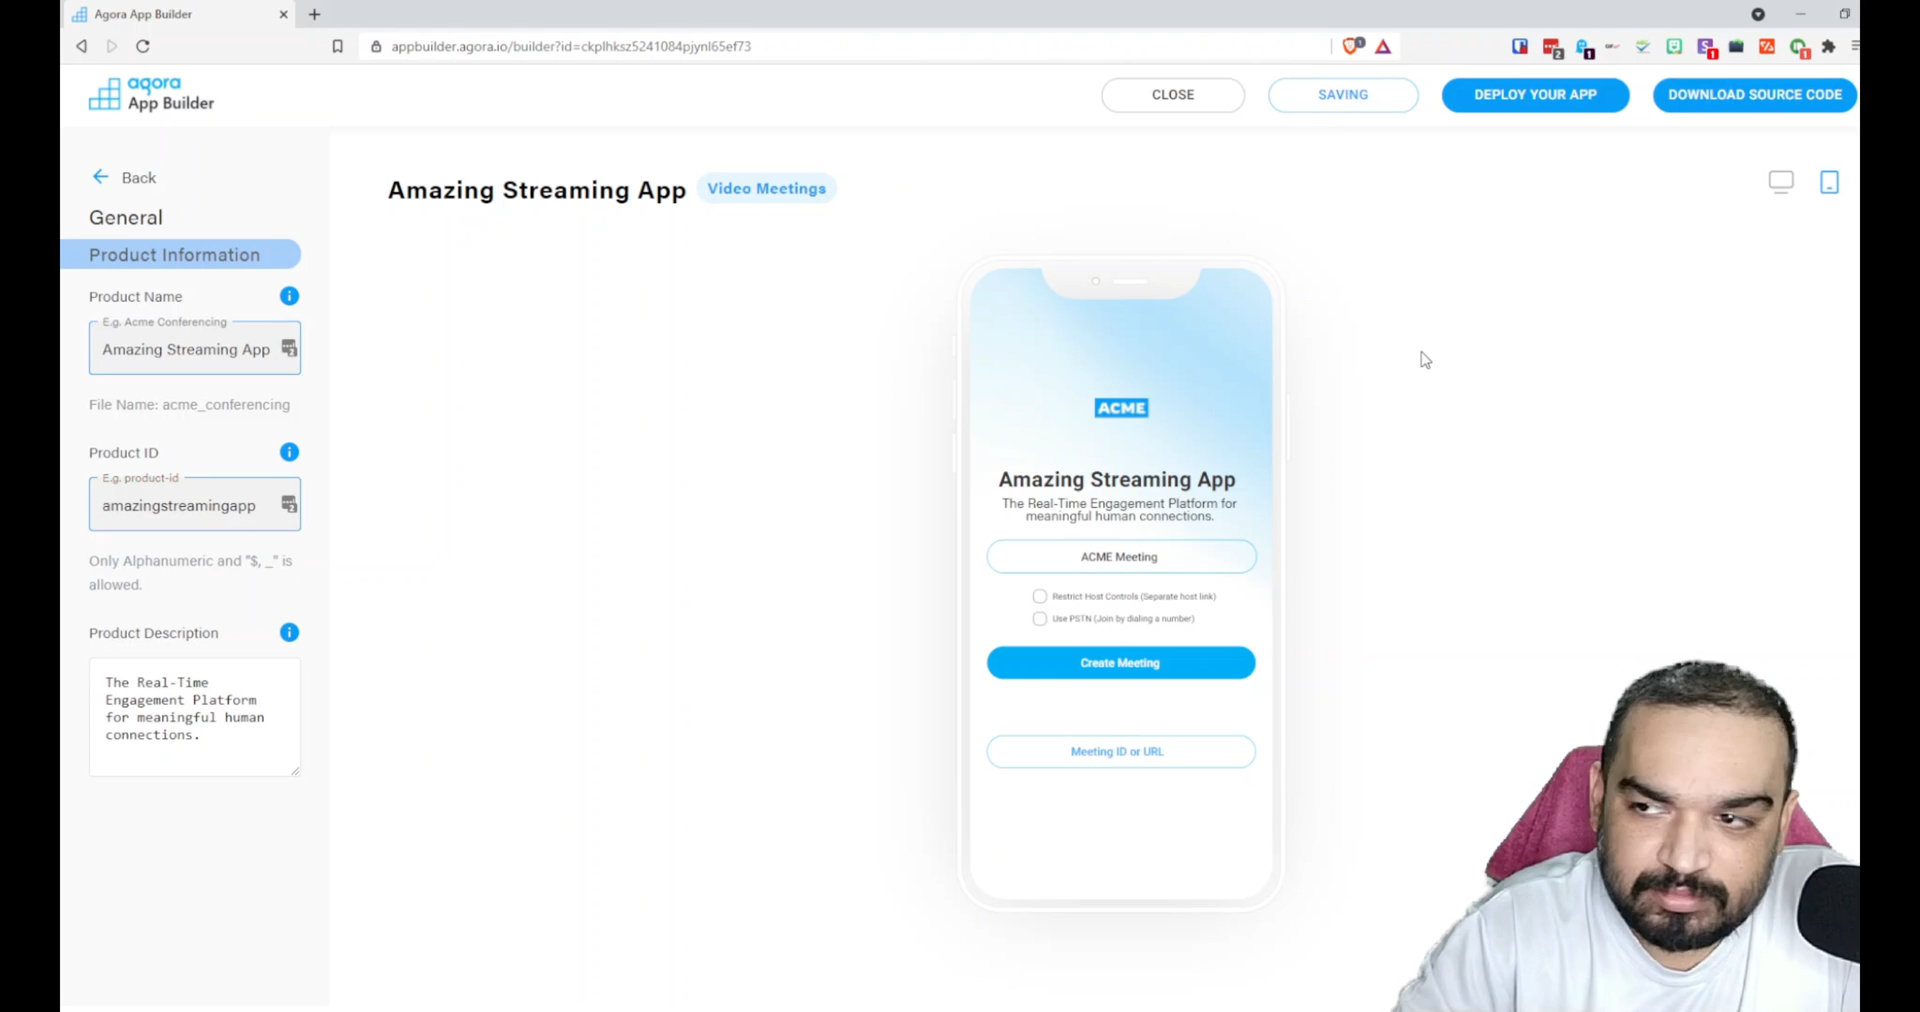 Agora App Builder
appbuilder.agora.io/builder?id=ckplhksz5241084pjynl65ef73
agora
App Builder
CLOSE
SAVING
DEPLOY YOUR APP
DOWNLOAD SOURCE CODE
Back
General
Product Information
Product Name
E.g. Acme Conferencing
Amazing Streaming App
File Name: acme_conferencing
Product ID
E.g. product-id
amazingstreamingapp
Only Alphanumeric and "$, _" is
allowed.
Product Description
The Real-Time
Engagement Platform
for meaningful human
connections.
Amazing Streaming App
Video Meetings
ACME
Amazing Streaming App
The Real-Time Engagement Platform for
meaningful human connections.
ACME Meeting
Restrict Host Controls (Separate host link)
Use PSTN (Join by dialing a number)
Create Meeting
Meeting ID or URL